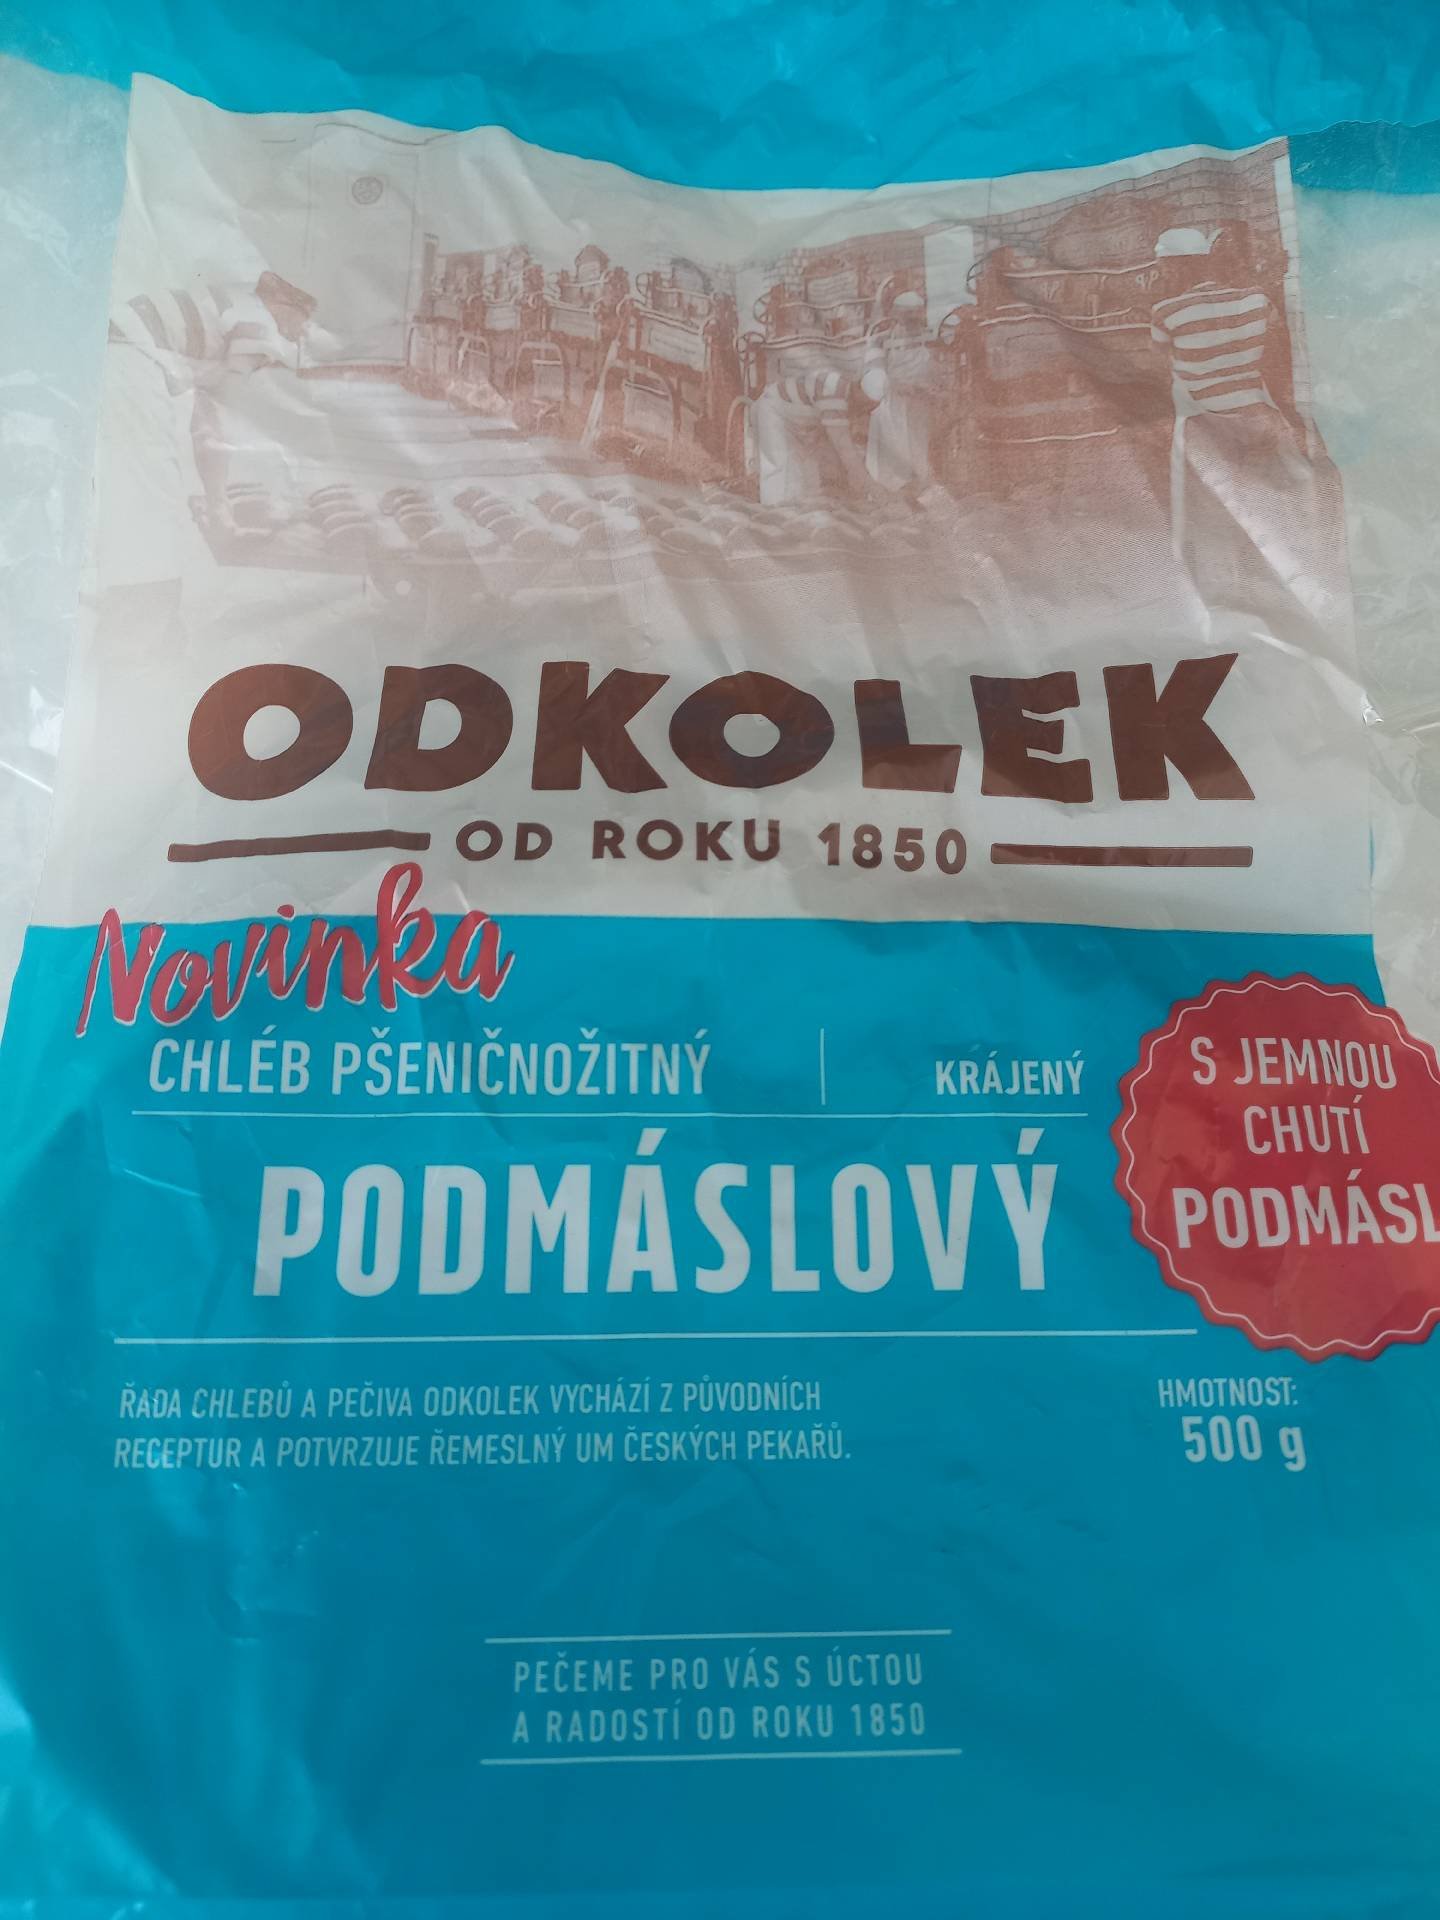 ODKOLEK
OD ROKU 1850
Novinka
CHLÉB PŠENIČNOŽITNÝ | KRÁJENÝ
PODMÁSLOVÝ
S JEMNOU
CHUTÍ
PODMÁSL
ŘADA CHLEBŮ A PEČIVA ODKOLEK VYCHÁZÍ Z PŮVODNÍCH
RECEPTUR A POTVRZUJE ŘEMESLNÝ UM ČESKÝCH PEKAŘŮ.
HMOTNOST:
500 g
PEČEME PRO VÁS S ÚCTOU
A RADOSTÍ OD ROKU 1850